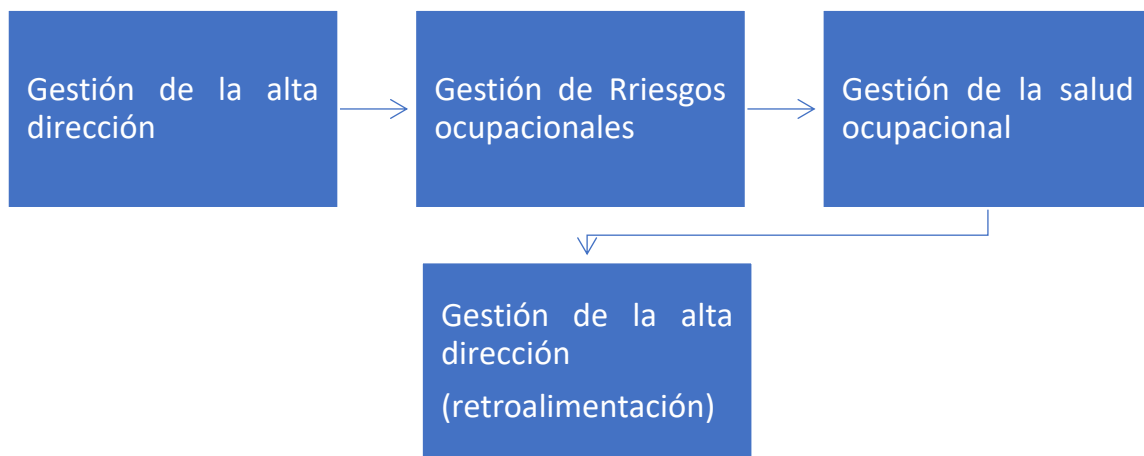 Gestión de la alta
dirección
Gestión de Rriesgos
ocupacionales
Gestión de la salud
ocupacional
Gestión de la alta
dirección
(retroalimentación)